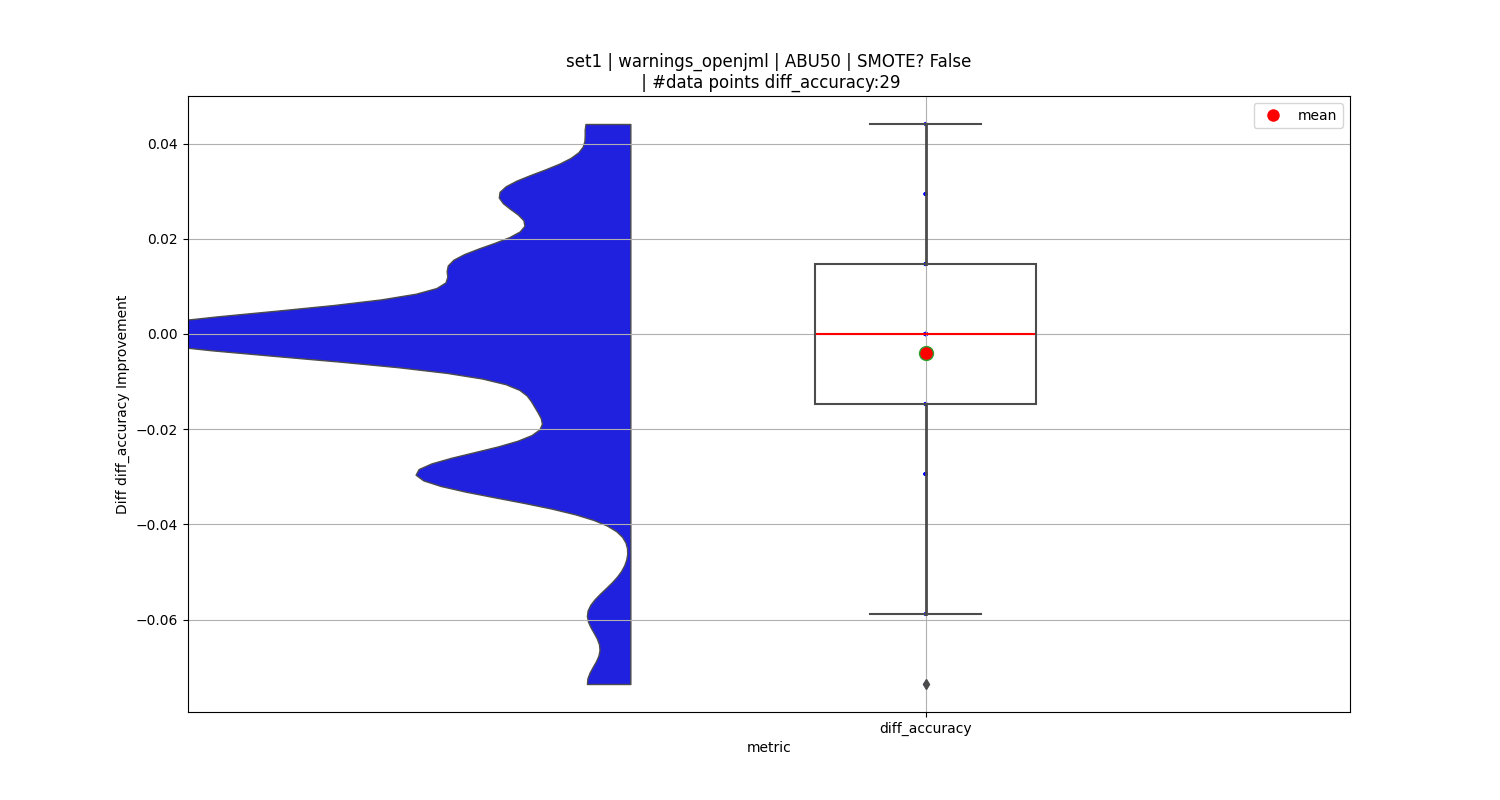 set1 | warnings_openjml | ABU50 | SMOTE? False
| #data points diff_accuracy:29
mean
0.04
0.02
0.00
−0.02
−0.04
−0.06
Diff diff_accuracy Improvement
diff_accuracy
metric